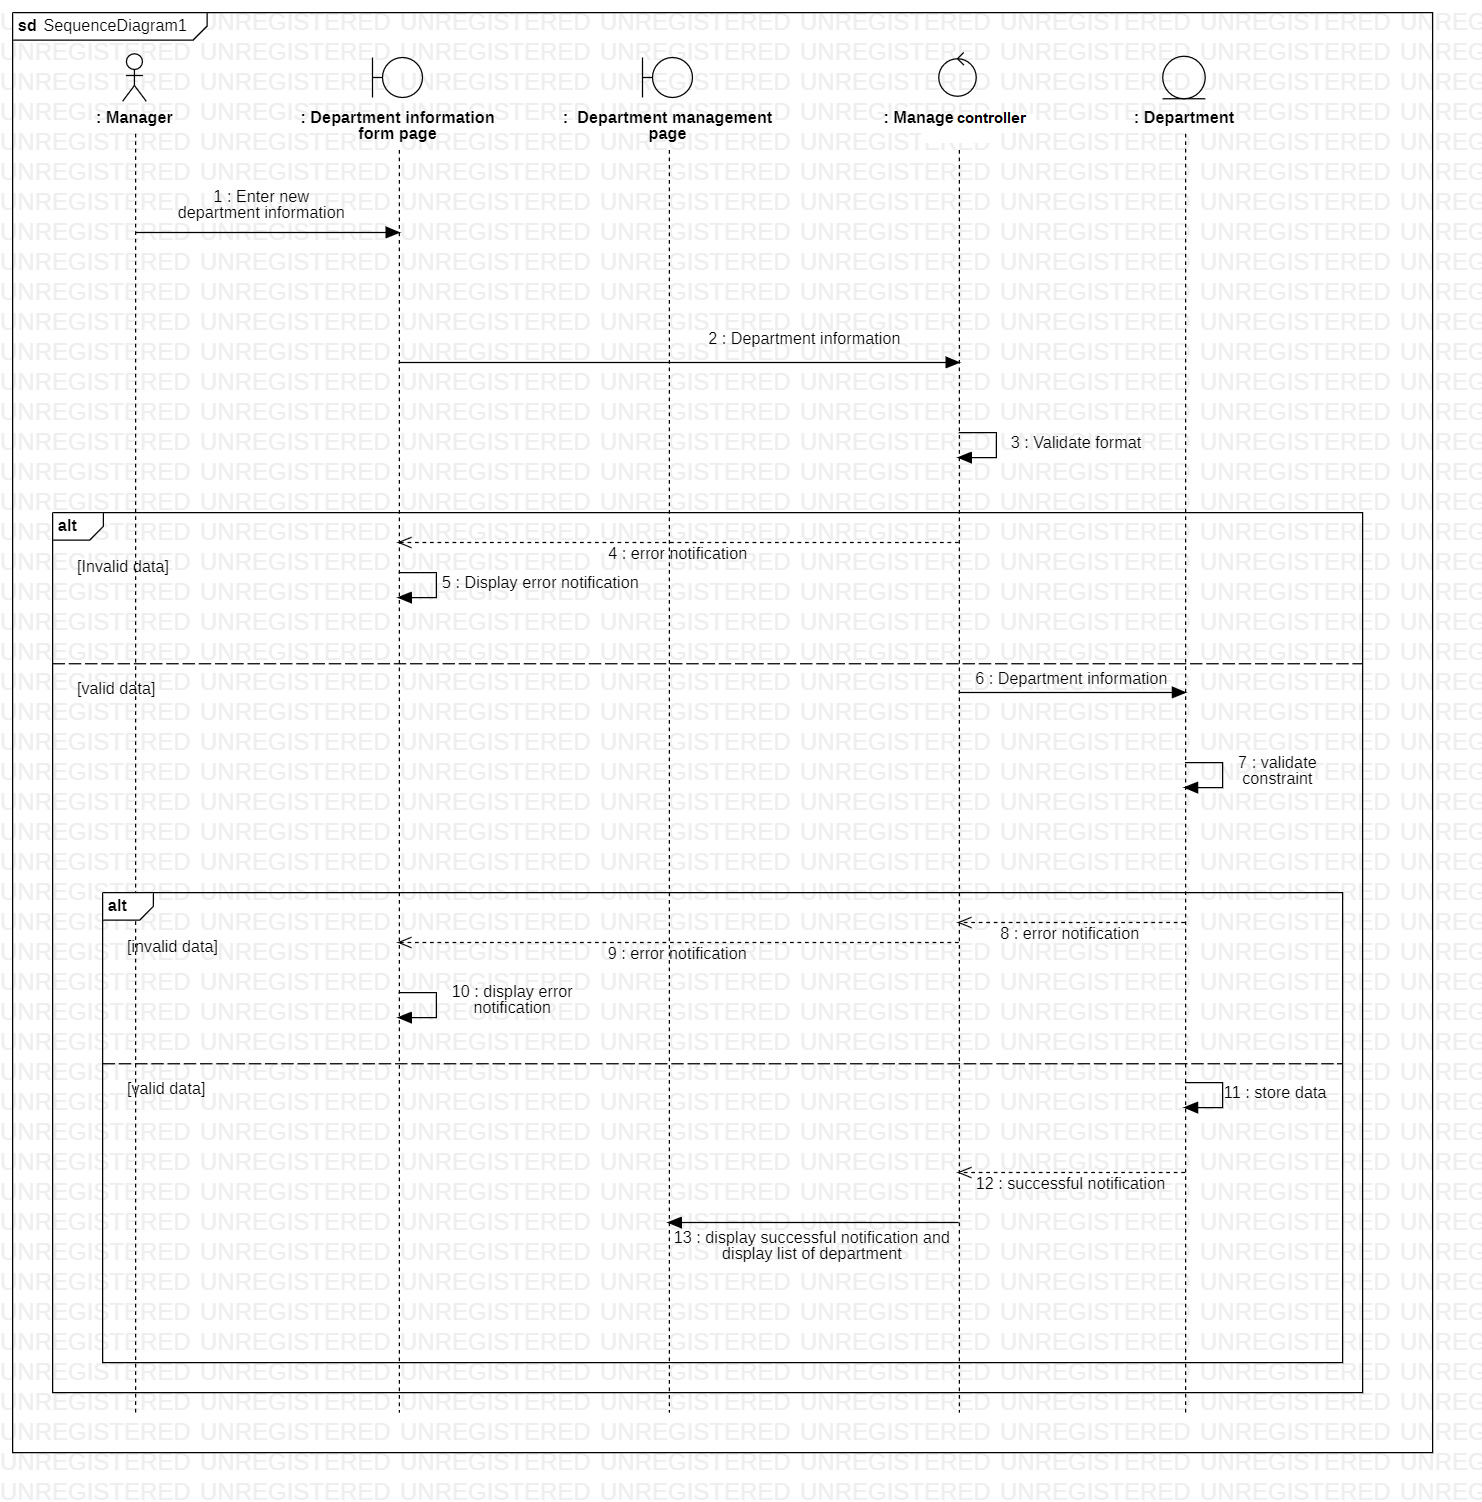 sd SequenceDiagram1
: Manager
: Department information
form page
: Department management
page
: Manage controller
: Department
1 : Enter new
department information
2 : Department information
3 : Validate format
alt
4 : error notification
[Invalid data]
5 : Display error notification
[valid data]
6 : Department information
7 : validate
constraint
alt
8 : error notification
[invalid data]
9 : error notification
10 : display error
notification
[valid data]
11 : store data
12 : successful notification
13 : display successful notification and
display list of department
UNREGISTERED